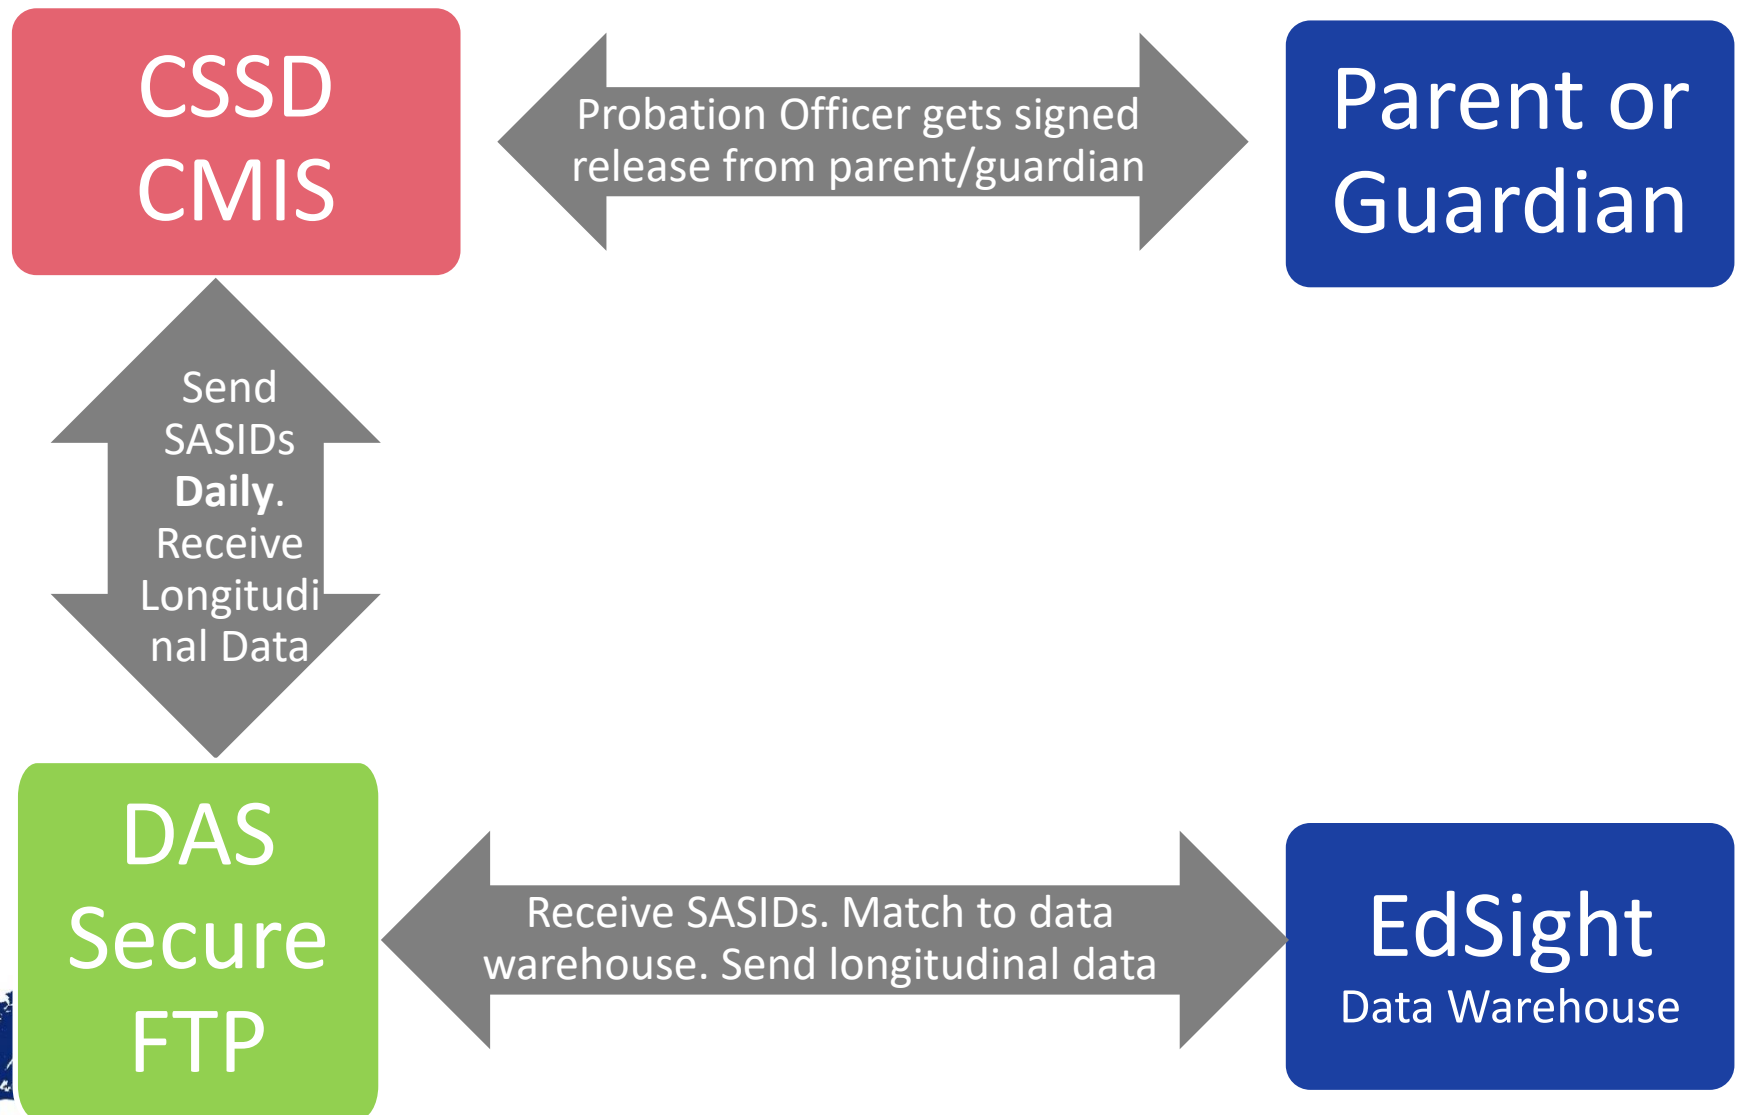 CSSD
CMIS
Probation Officer gets signed
release from parent/guardian
Parent or
Guardian
Send
SASIDs
Daily.
Receive
Longitudi
nal Data
DAS
Secure
FTP
Receive SASIDs. Match to data
warehouse. Send longitudinal data
EdSight
Data Warehouse